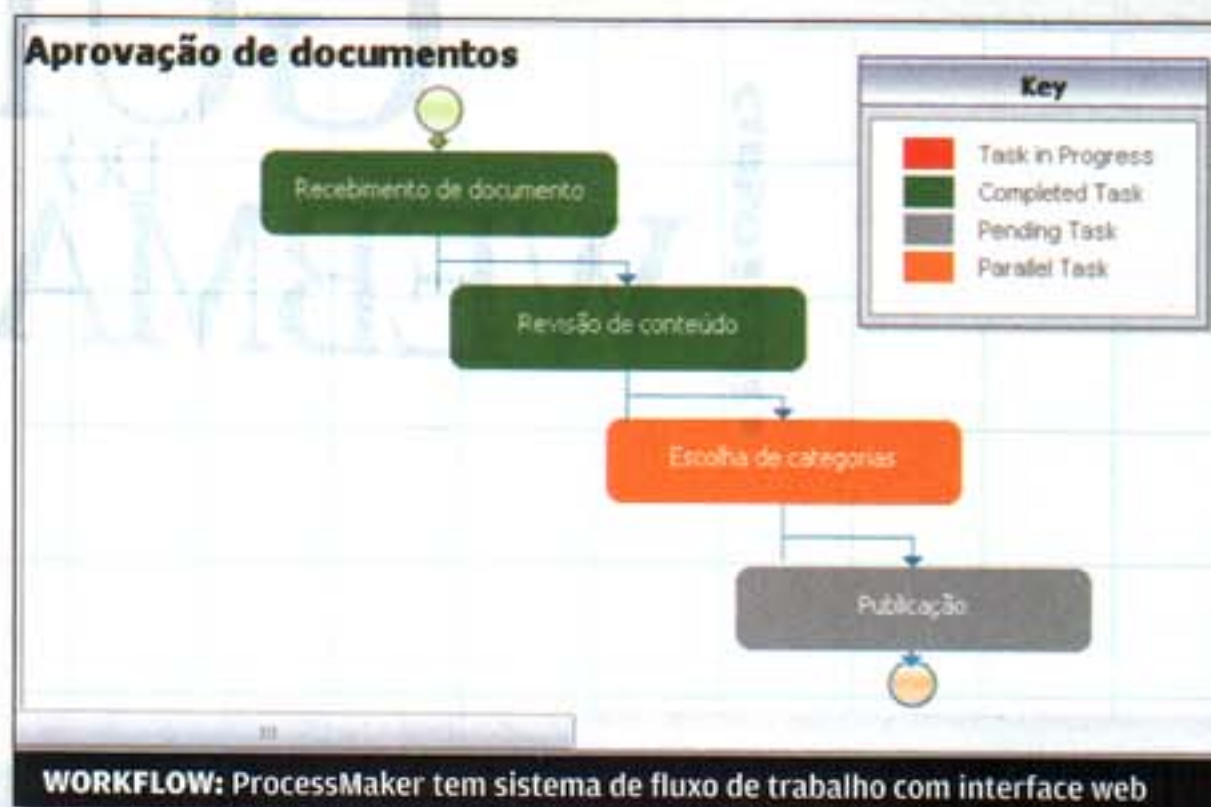 Aprovação de documentos
Key
Task in Progress
Completed Task
Pending Task
Parallel Task
Recebimento de documento
Revisão de conteúdo
Escolha de categorias
Publicação
WORKFLOW: ProcessMaker tem sistema de fluxo de trabalho com interface web